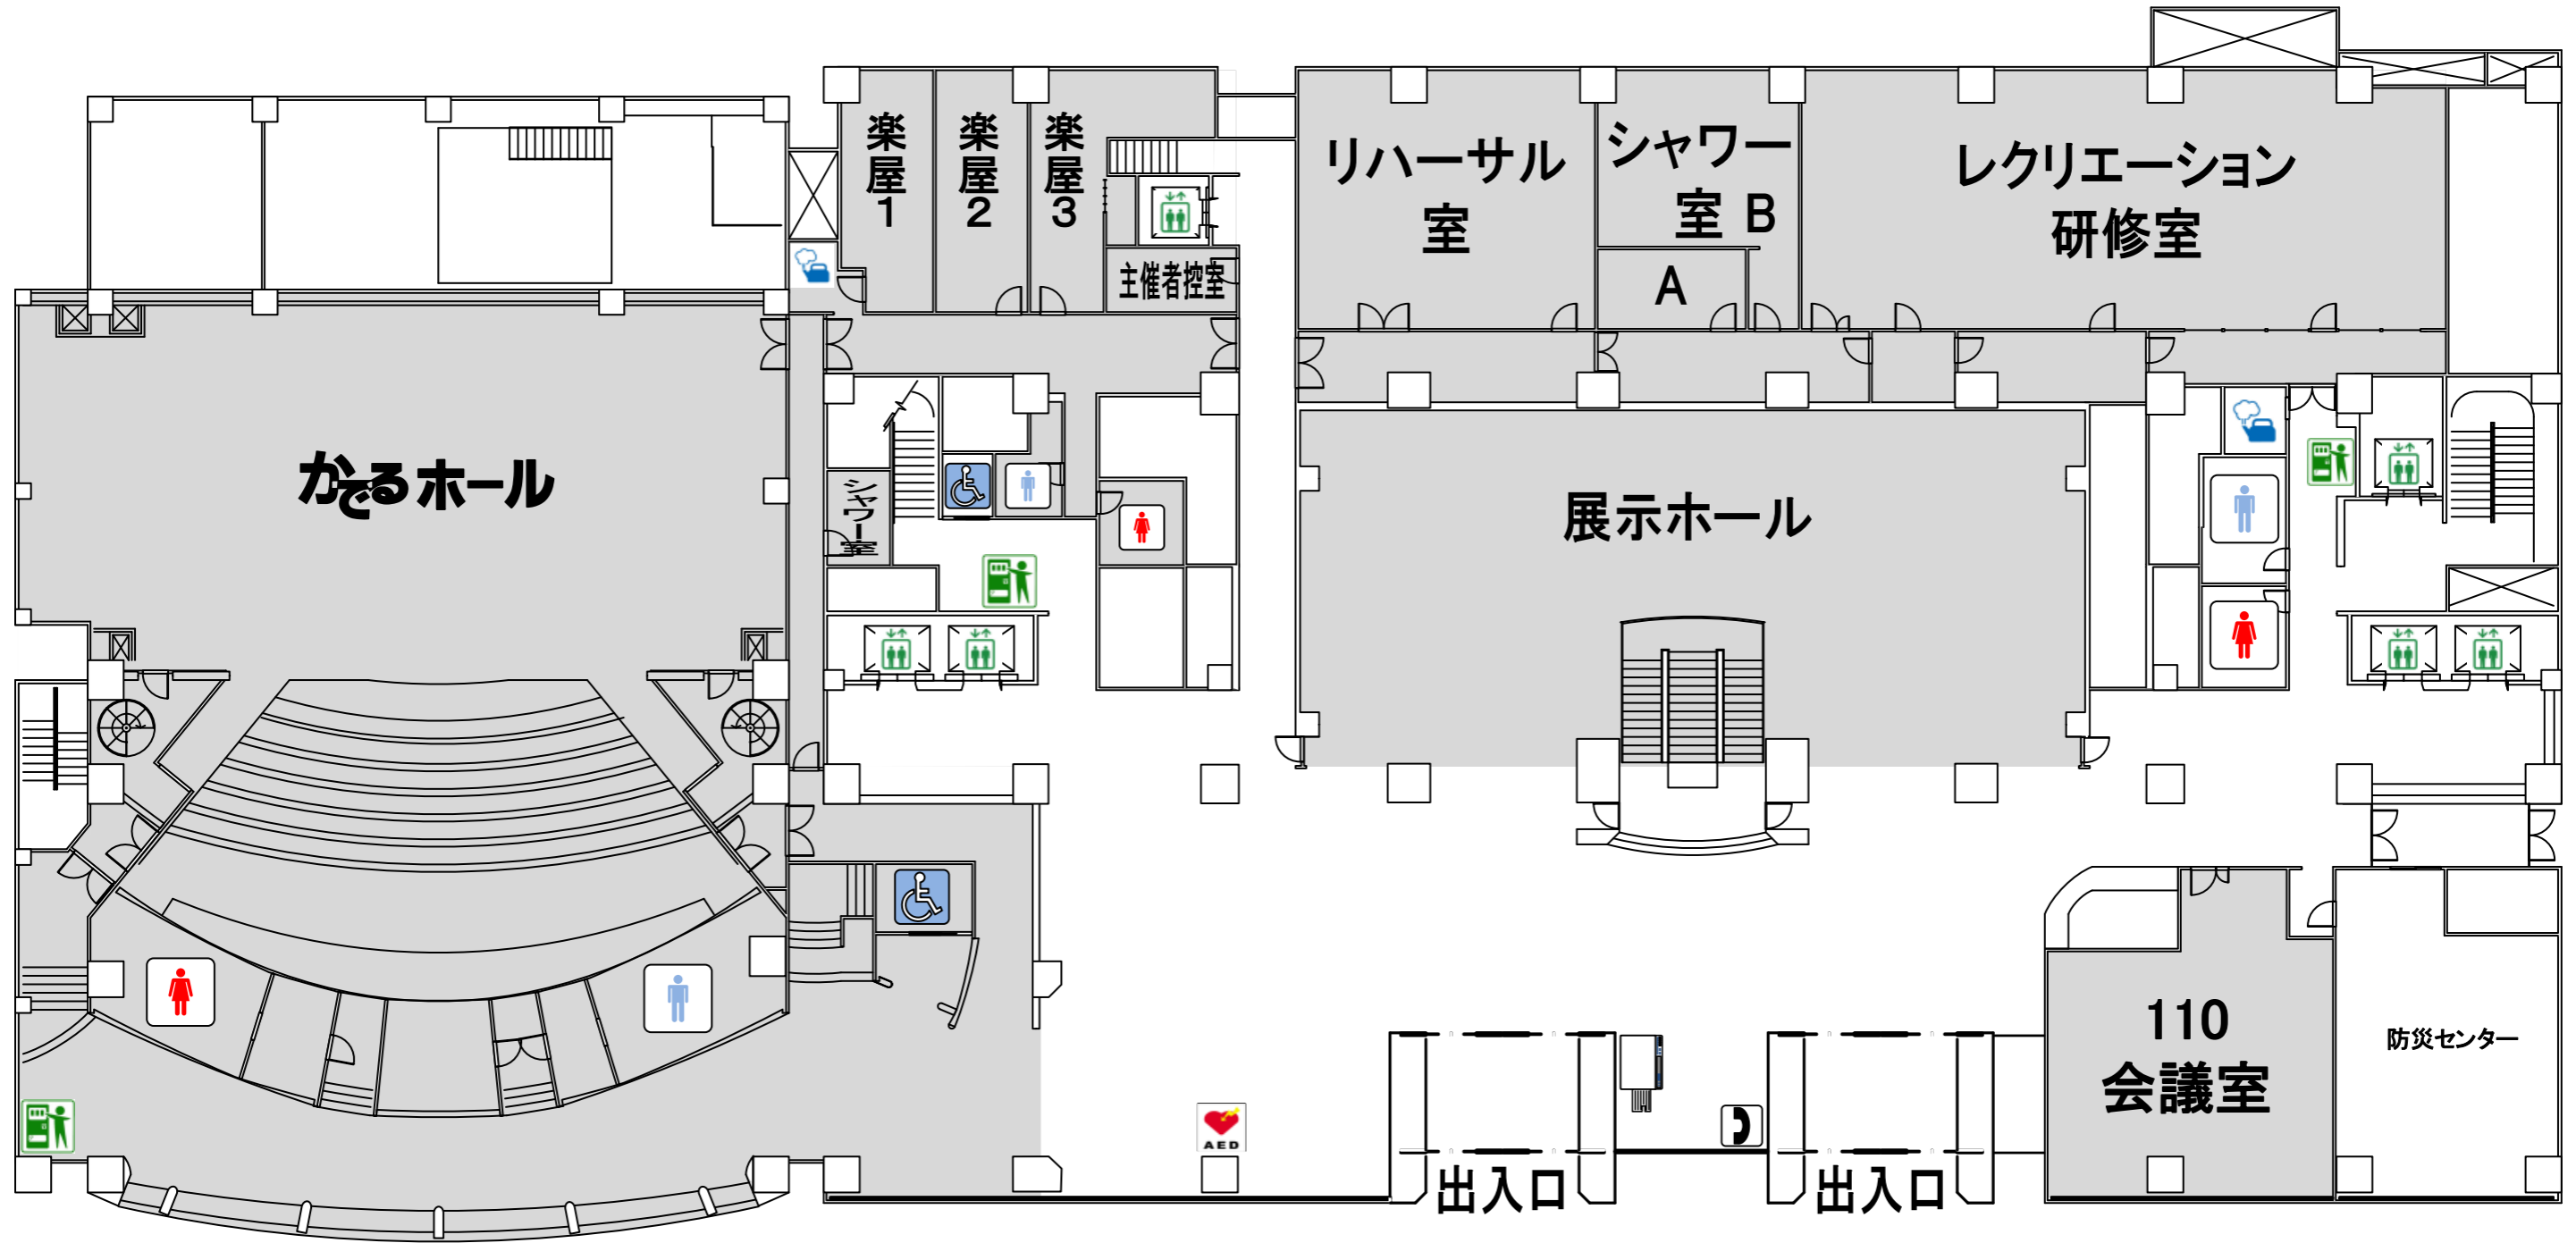 楽屋1
楽屋2
楽屋3
主催者控室
リハーサル
室
シャワー
室 B
A
レクリエーション
研修室
かでるホール
シャワー室
展示ホール
110
会議室
防災センター
AED
出入口
出入口